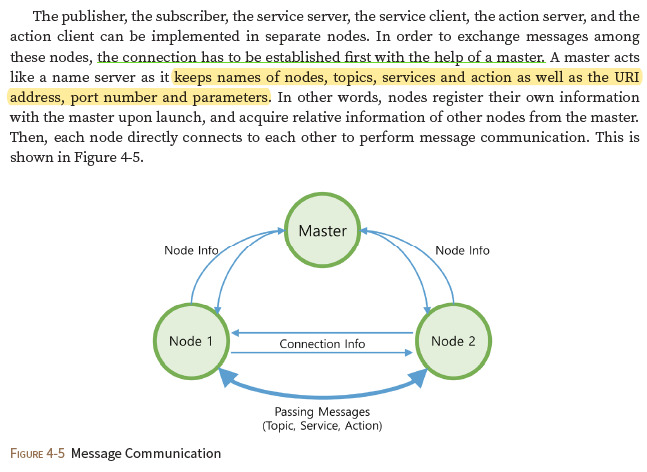 The publisher, the subscriber, the service server, the service client, the action server, and the
action client can be implemented in separate nodes. In order to exchange messages among
these nodes, the connection has to be established first with the help of a master. A master acts
like a name server as it keeps names of nodes, topics, services and action as well as the URI
address, port number and parameters. In other words, nodes register their own information
with the master upon launch, and acquire relative information of other nodes from the master.
Then, each node directly connects to each other to perform message communication. This is
shown in Figure 4-5.
Master
Node Info
Node Info
Node 1
Connection Info
Node 2
Passing Messages
(Topic, Service, Action)
FIGURE 4-5 Message Communication